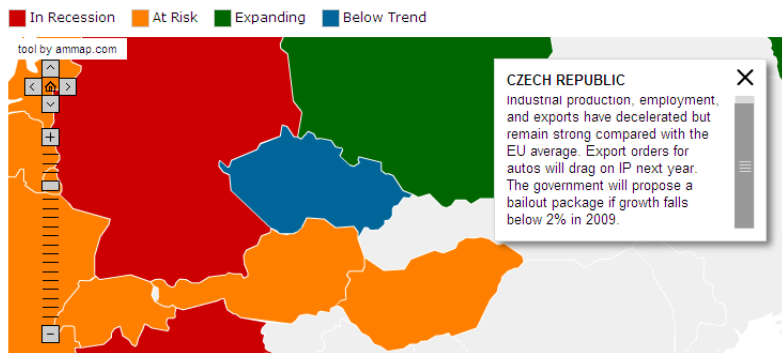 In Recession At Risk Expanding Below Trend
tool by ammap.com
CZECH REPUBLIC
Industrial production, employment,
and exports have decelerated but
remain strong compared with the
EU average. Export orders for
autos will drag on IP next year.
The government will propose a
bailout package if growth falls
below 2% in 2009.